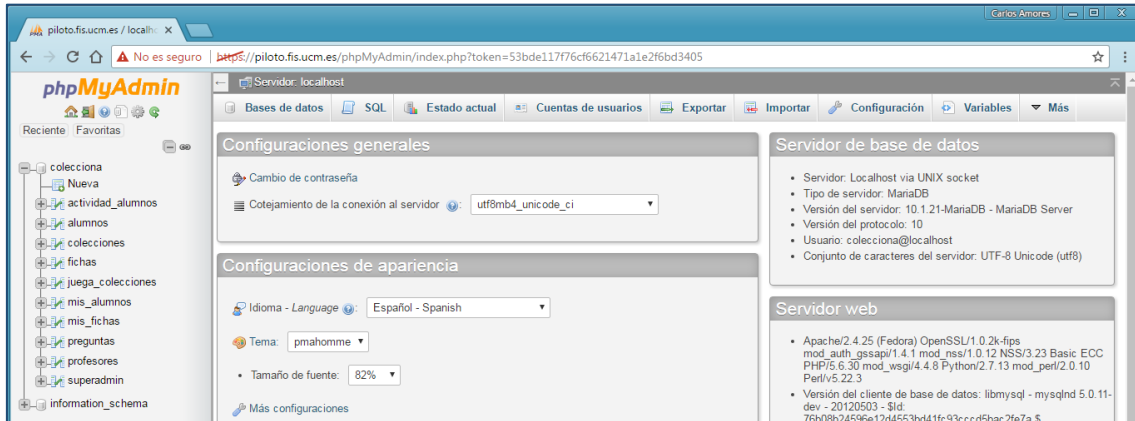 Carlos Amores
piloto.fis.ucm.es / localho
No es seguro https://piloto.fis.ucm.es/phpMyAdmin/index.php?token=53bde117f76cf6621471a1e2f6bd3405
phpMyAdmin
Reciente Favoritas
colecciona
Nueva
actividad_alumnos
alumnos
colecciones
fichas
juega_colecciones
mis_alumnos
mis_fichas
preguntas
profesores
superadmin
information_schema
Servidor: localhost
Bases de datos SQL Estado actual Cuentas de usuarios Exportar Importar Configuración Variables Más
Configuraciones generales
Cambio de contraseña
Cotejamiento de la conexión al servidor : utf8mb4_unicode_ci
Configuraciones de apariencia
Idioma - Language : Español - Spanish
Tema: pmahomme
• Tamaño de fuente: 82%
Más configuraciones
Servidor de base de datos
• Servidor: Localhost via UNIX socket
• Tipo de servidor: MariaDB
• Versión del servidor: 10.1.21-MariaDB - MariaDB Server
• Versión del protocolo: 10
• Usuario: colecciona@localhost
• Conjunto de caracteres del servidor: UTF-8 Unicode (utf8)
Servidor web
• Apache/2.4.25 (Fedora) OpenSSL/1.0.2k-fips
mod_auth_gssapi/1.4.1 mod_nss/1.0.12 NSS/3.23 Basic ECC
PHP/5.6.30 mod_wsgi/4.4.8 Python/2.7.13 mod_perl/2.0.10
Perl/v5.22.3
• Versión del cliente de base de datos: libmysql - mysqlnd 5.0.11-
dev - 20120503 - $Id:
76b08b24596e12d4553bd41fc93cccd5bac2fe7a $